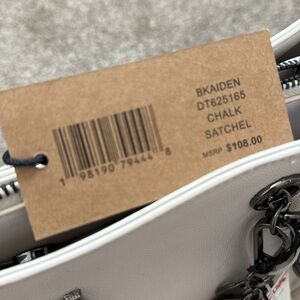 BKAIDEN
DT625165
CHALK
SATCHEL
MSRP $108.00
1 98190 79444 8